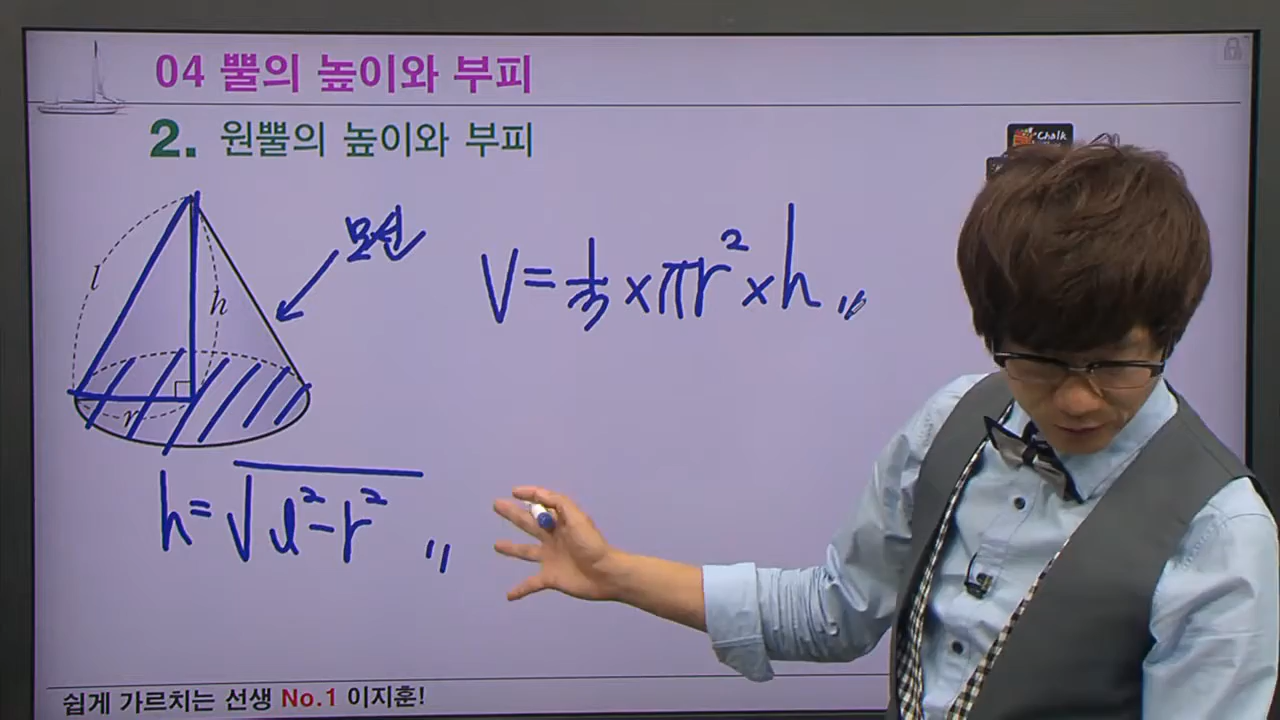 04 뿔의 높이와 부피
2. 원뿔의 높이와 부피
Chalk
모선
l
h
r
V = 1/3 × πr² × h
h = √(l² - r²)
쉽게 가르치는 선생 No.1 이지훈!